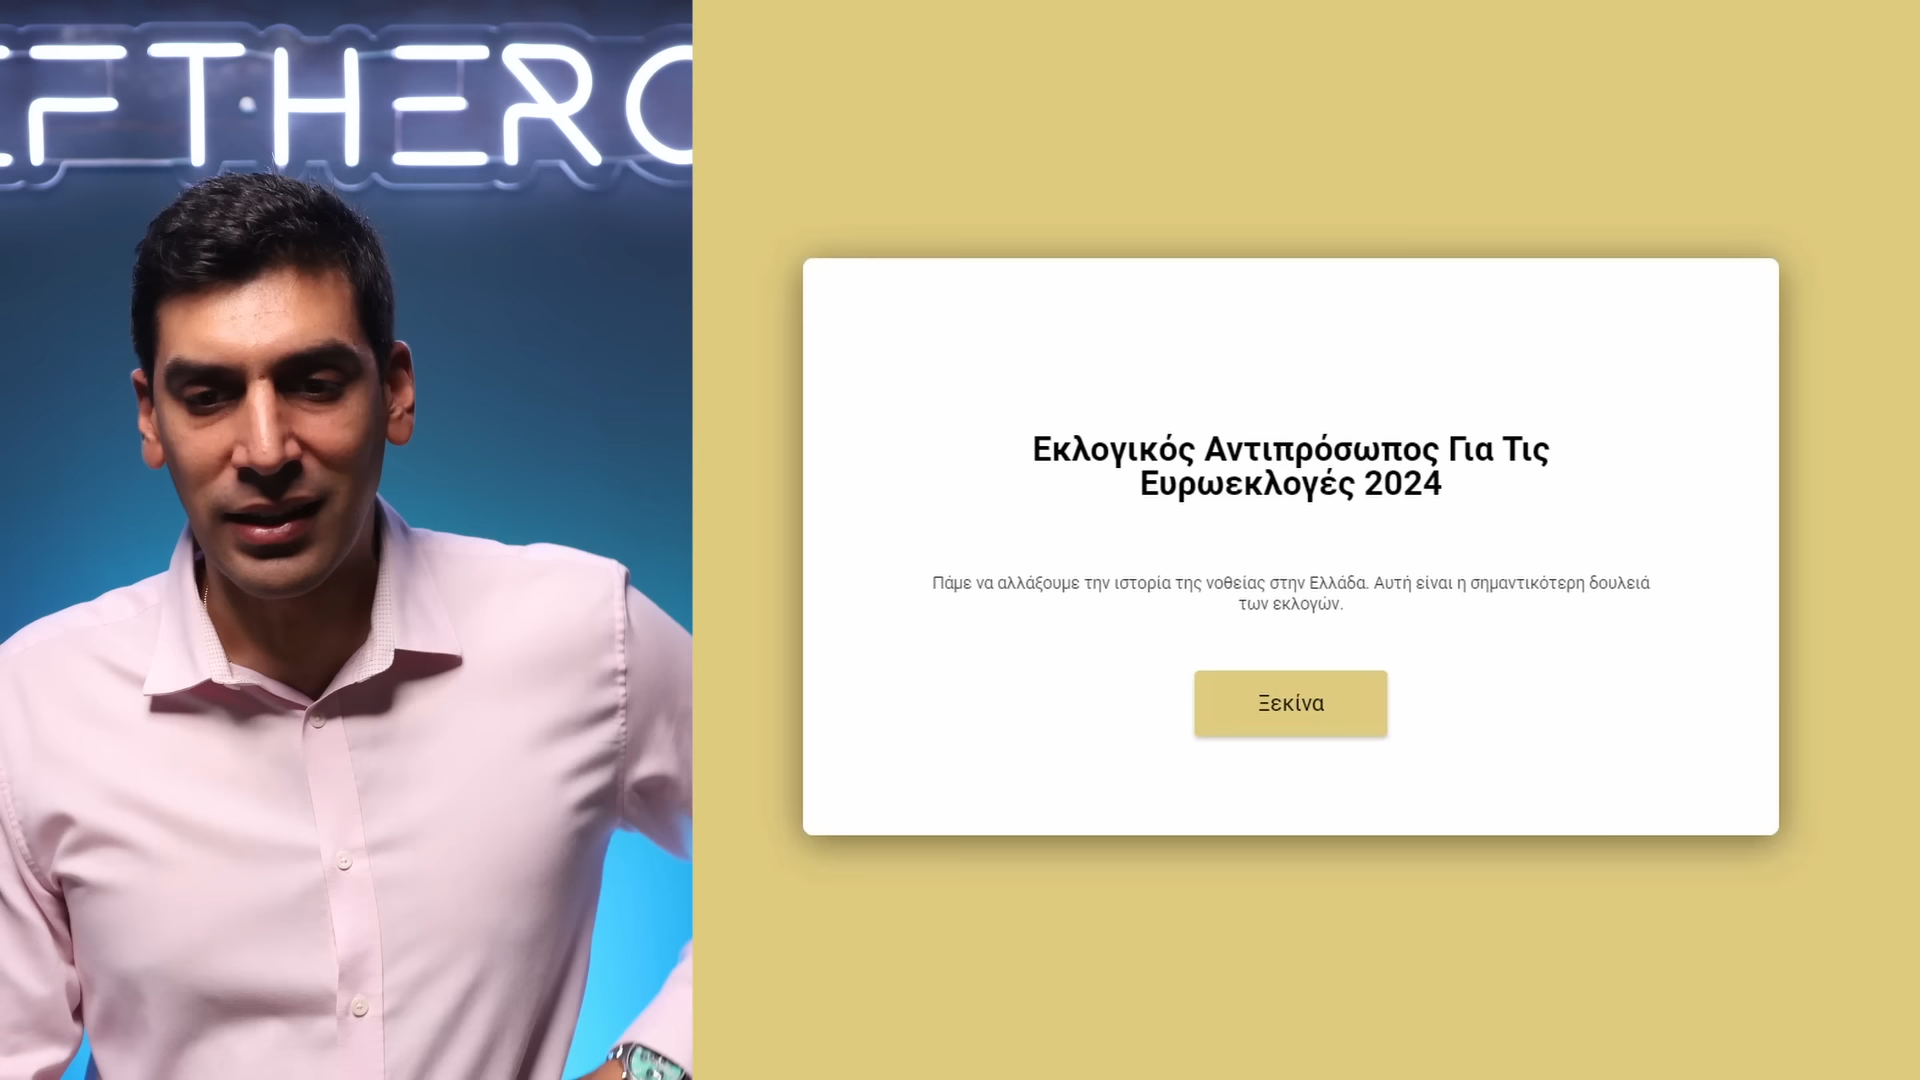 EFTHERO
Εκλογικός Αντιπρόσωπος Για Τις
Ευρωεκλογές 2024
Πάμε να αλλάξουμε την ιστορία της νοθείας στην Ελλάδα. Αυτή είναι η σημαντικότερη δουλειά
των εκλογών.
Ξεκίνα